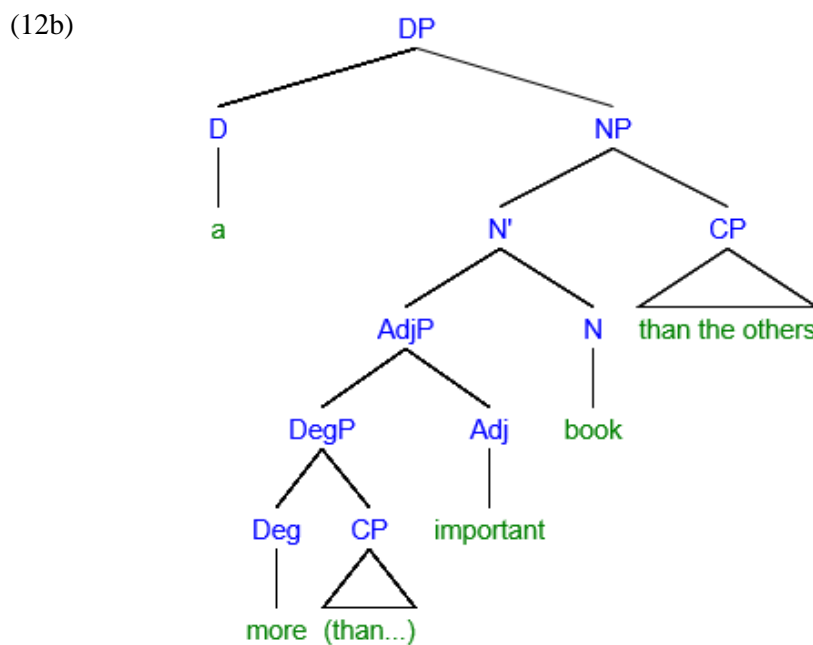 (12b)
DP
D NP
a N' CP
AdjP N than the others
DegP Adj book
Deg CP important
more (than...)